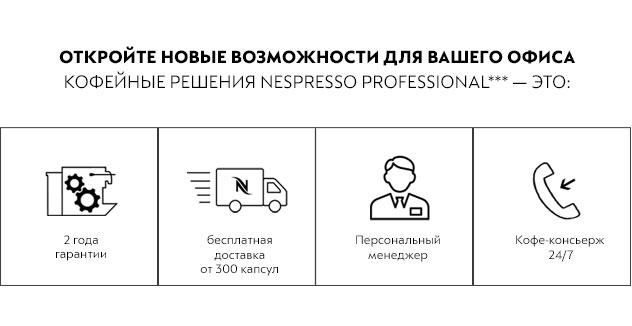 ОТКРОЙТЕ НОВЫЕ ВОЗМОЖНОСТИ ДЛЯ ВАШЕГО ОФИСА
КОФЕЙНЫЕ РЕШЕНИЯ NESPRESSO PROFESSIONAL*** — ЭТО:
2 года
гарантии
N
бесплатная
доставка
от 300 капсул
Персональный
менеджер
Кофе-консьерж
24/7